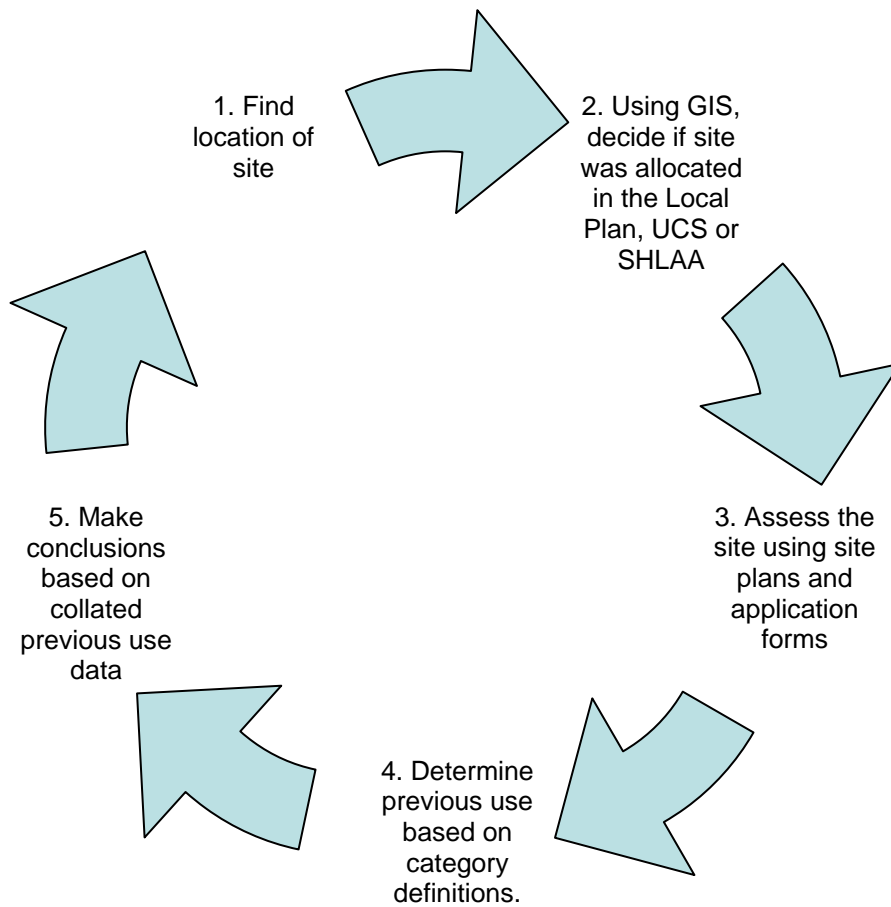 1. Find
location of
site
2. Using GIS,
decide if site
was allocated
in the Local
Plan, UCS or
SHLAA
3. Assess the
site using site
plans and
application
forms
4. Determine
previous use
based on
category
definitions.
5. Make
conclusions
based on
collated
previous use
data